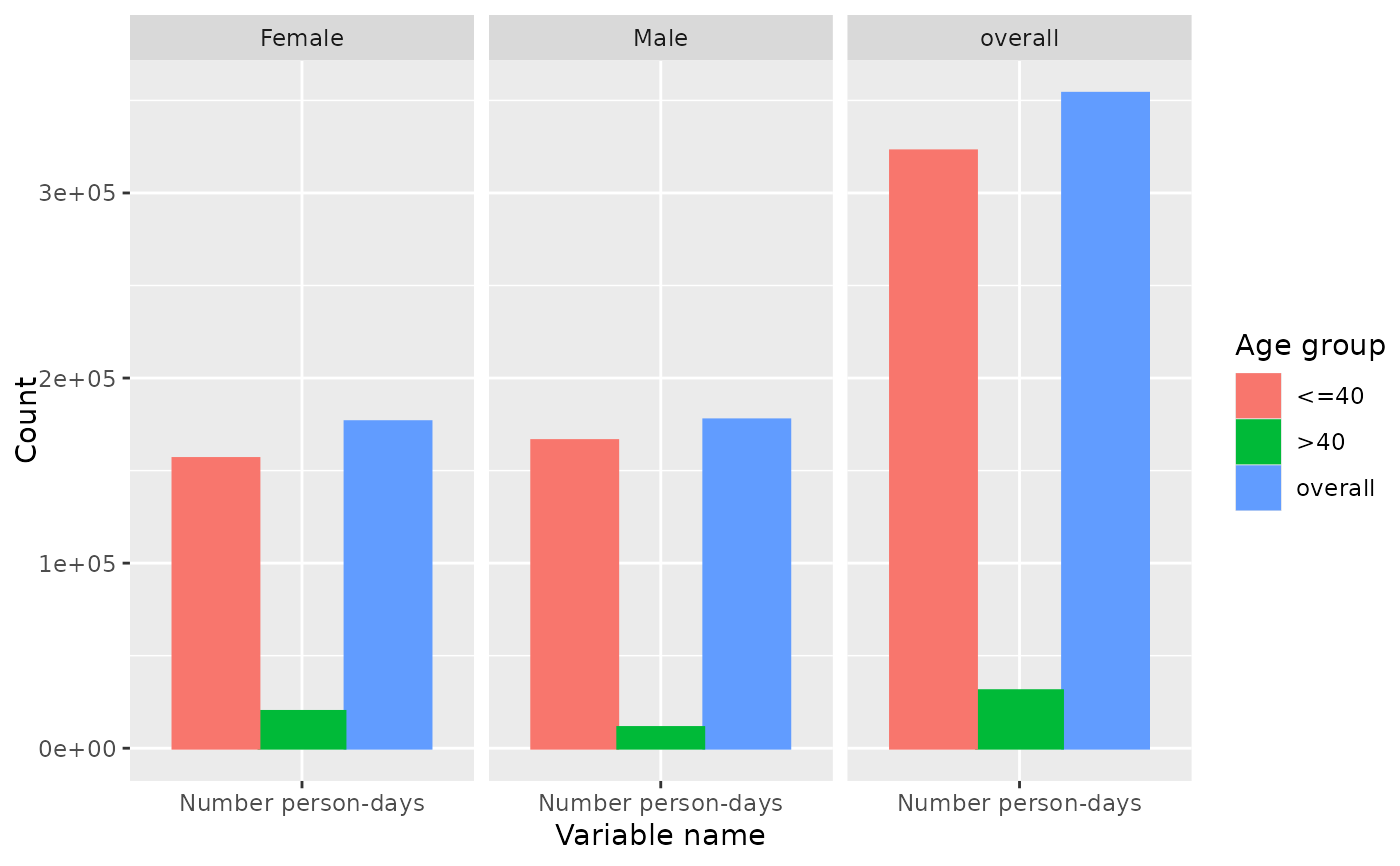 Female
Male
overall
3e+05
2e+05
1e+05
0e+00
Count
Number person-days
Number person-days
Number person-days
Variable name
Age group
<=40
>40
overall